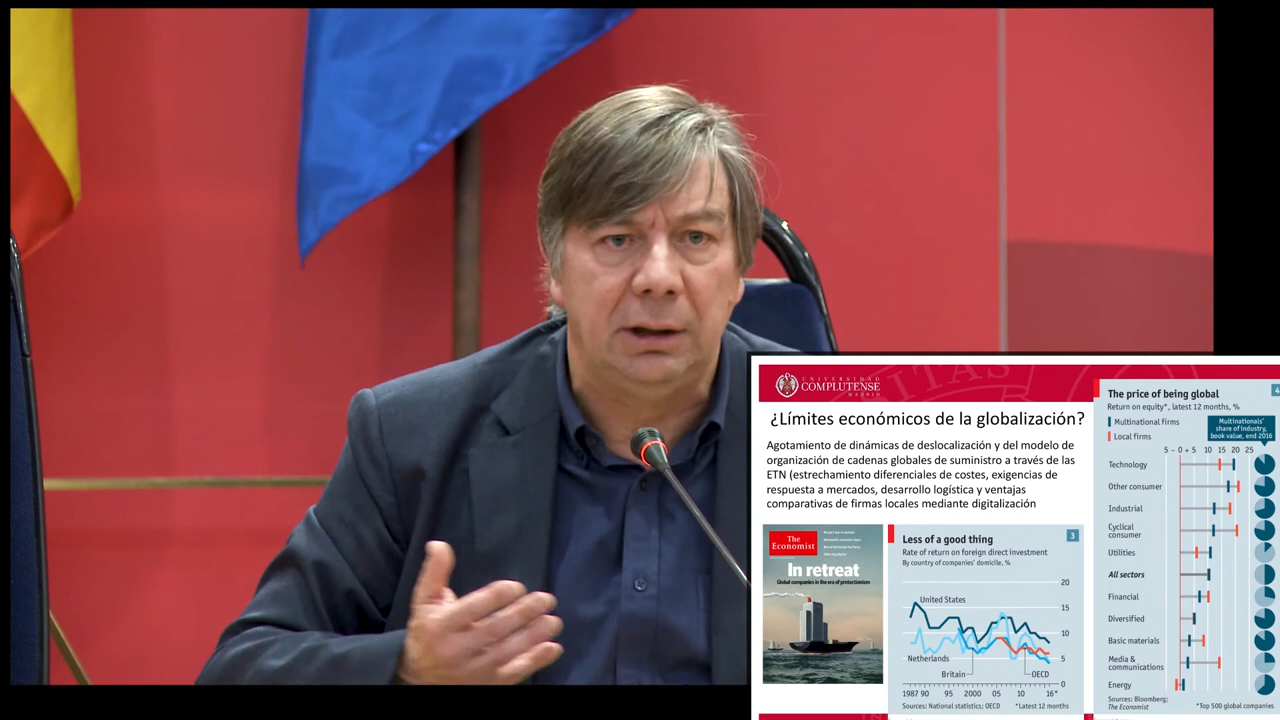 UNIVERSIDAD
COMPLUTENSE
MADRID
¿Límites económicos de la globalización?
Agotamiento de dinámicas de deslocalización y del modelo de
organización de cadenas globales de suministro a través de las
ETN (estrechamiento diferenciales de costes, exigencias de
respuesta a mercados, desarrollo logística y ventajas
comparativas de firmas locales mediante digitalización
The
Economist
In retreat
Global companies in the era of protectionism
Less of a good thing
3
Rate of return on foreign direct investment
By country of companies' domicile, %
20
15
10
5
0
United States
Netherlands
Britain
OECD
1987 90 95 2000 05 10 16*
Sources: National statistics; OECD
*Latest 12 months
The price of being global
4
Return on equity*, latest 12 months, %
Multinational firms
Local firms
Multinationals'
share of industry,
book value, end 2016
5 – 0 + 5 10 15 20 25
Technology
Other consumer
Industrial
Cyclical
consumer
Utilities
All sectors
Financial
Diversified
Basic materials
Media &
communications
Energy
Sources: Bloomberg;
The Economist
*Top 500 global companies